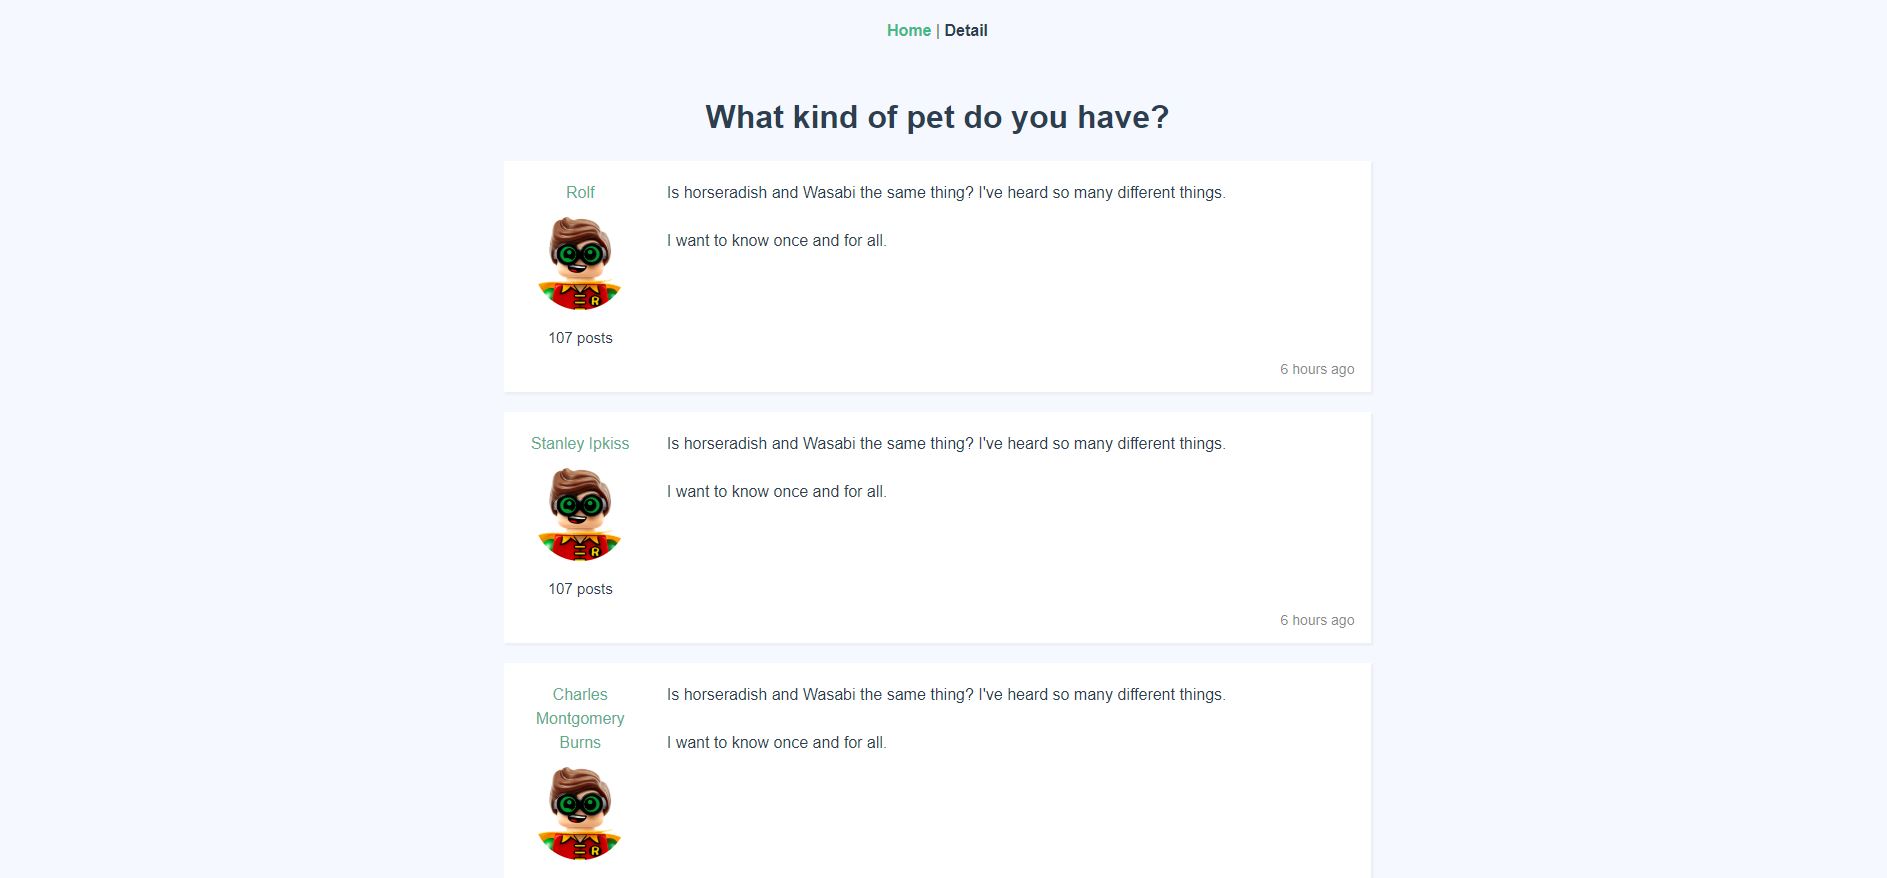 Home | Detail
What kind of pet do you have?
Rolf
Is horseradish and Wasabi the same thing? I've heard so many different things.
I want to know once and for all.
R
107 posts
6 hours ago
Stanley Ipkiss
Is horseradish and Wasabi the same thing? I've heard so many different things.
I want to know once and for all.
R
107 posts
6 hours ago
Charles
Montgomery
Burns
Is horseradish and Wasabi the same thing? I've heard so many different things.
I want to know once and for all.
R